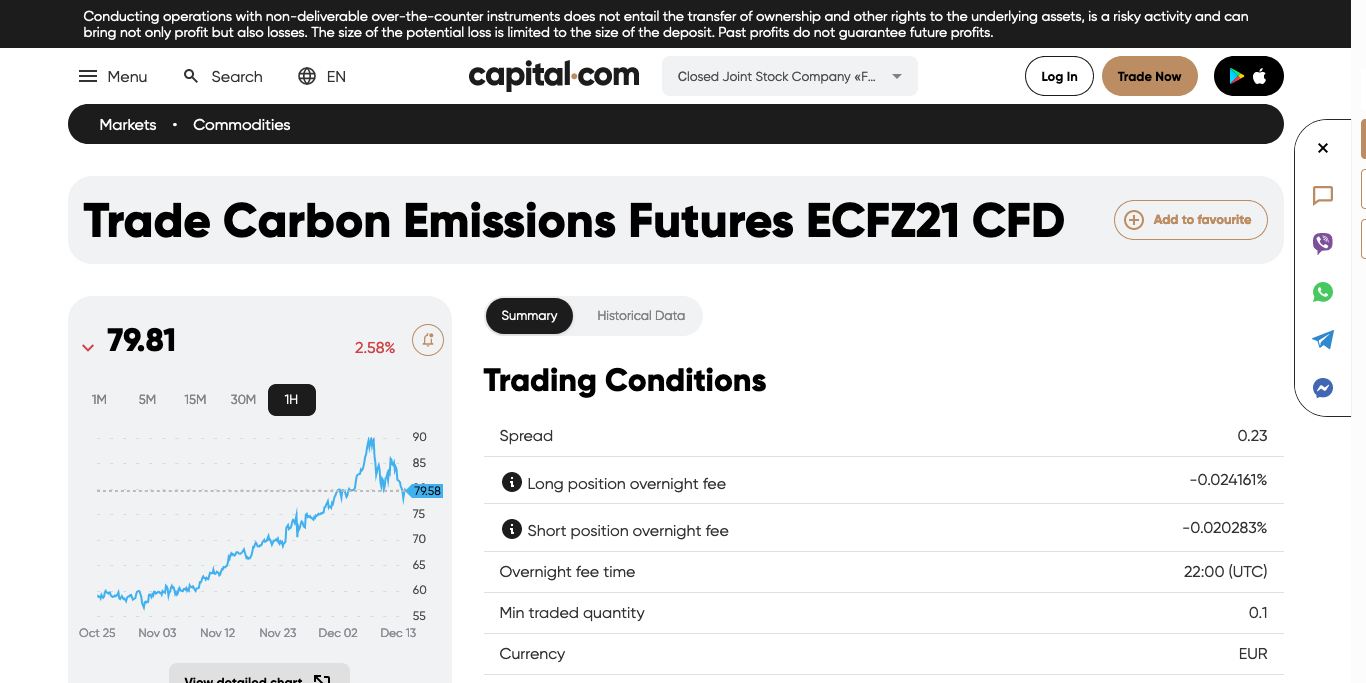 Conducting operations with non-deliverable over-the-counter instruments does not entail the transfer of ownership and other rights to the underlying assets, is a risky activity and can
bring not only profit but also losses. The size of the potential loss is limited to the size of the deposit. Past profits do not guarantee future profits.
Menu
Search
EN
capital.com
Closed Joint Stock Company «F...
Log In
Trade Now
Markets • Commodities
Trade Carbon Emissions Futures ECFZ21 CFD
Add to favourite
79.81
2.58%
1M 5M 15M 30M 1H
90
85
79.58
75
70
65
60
55
Oct 25 Nov 03 Nov 12 Nov 23 Dec 02 Dec 13
View detailed chart
Summary
Historical Data
Trading Conditions
Spread 0.23
Long position overnight fee -0.024161%
Short position overnight fee -0.020283%
Overnight fee time 22:00 (UTC)
Min traded quantity 0.1
Currency EUR